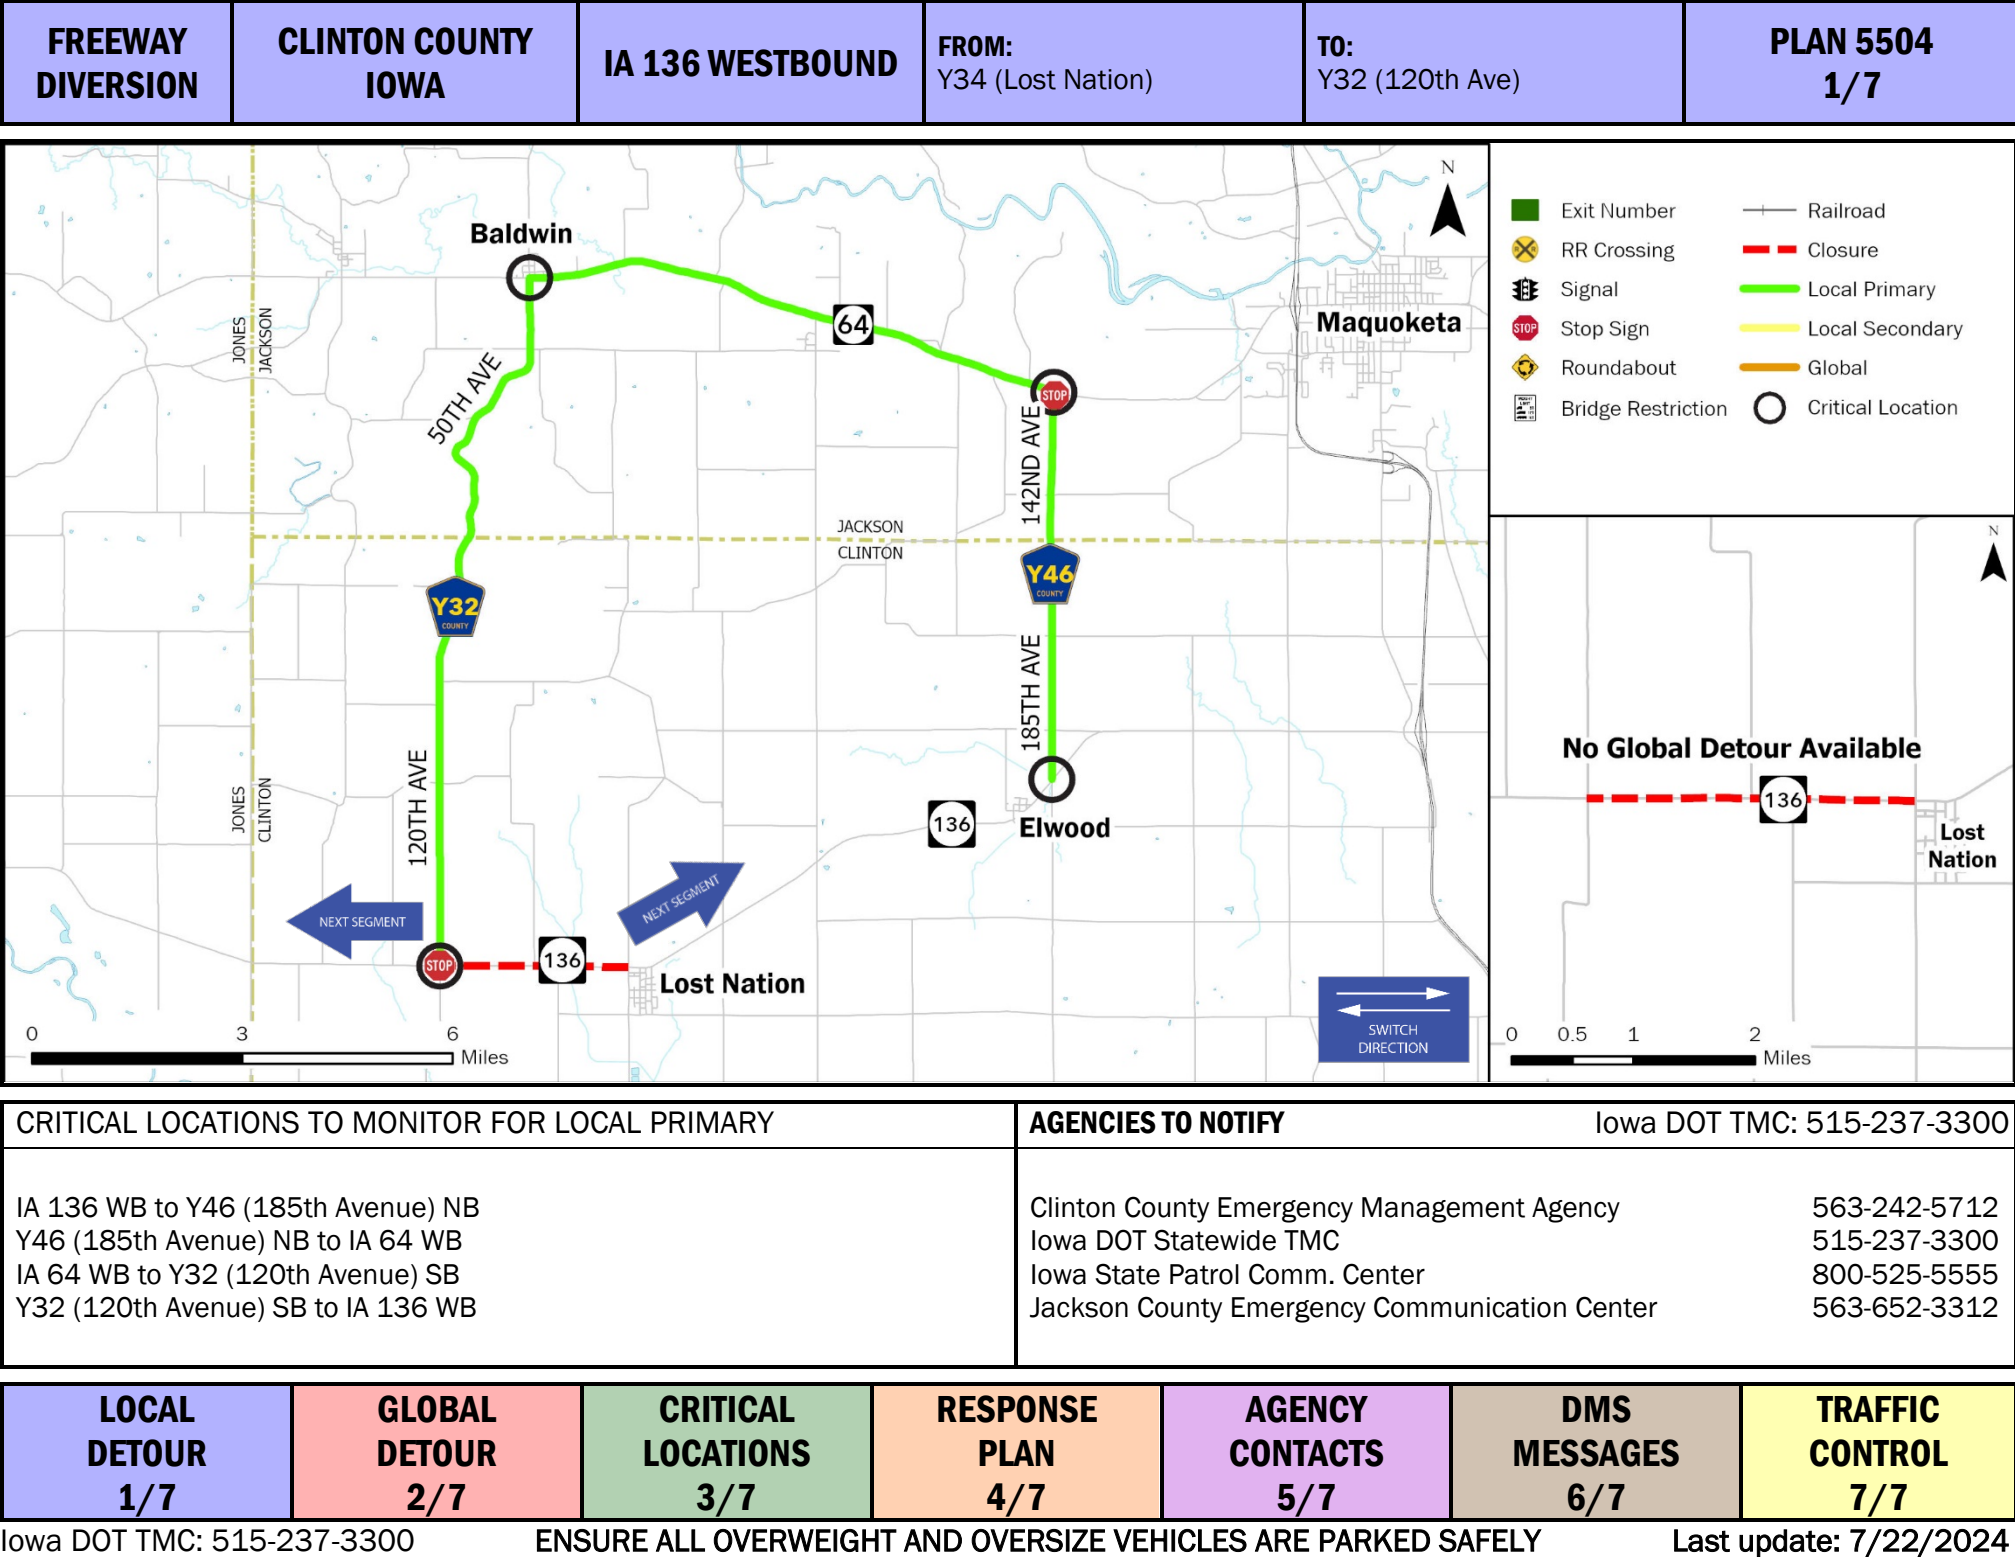 FREEWAY
DIVERSION
CLINTON COUNTY
IOWA
IA 136 WESTBOUND
FROM:
Y34 (Lost Nation)
TO:
Y32 (120th Ave)
PLAN 5504
1/7
Baldwin
N
64
Maquoketa
JONES
JACKSON
50TH AVE
STOP
142ND AVE
JACKSON
CLINTON
Y46
COUNTY
Y32
COUNTY
185TH AVE
120TH AVE
JONES
CLINTON
136
Elwood
NEXT SEGMENT
NEXT SEGMENT
STOP
136
Lost Nation
SWITCH
DIRECTION
0 3 6
Miles
Exit Number
Railroad
RR Crossing
Closure
Signal
Local Primary
STOP
Stop Sign
Local Secondary
Roundabout
Global
Bridge Restriction
Critical Location
N
No Global Detour Available
136
Lost
Nation
0 0.5 1 2
Miles
CRITICAL LOCATIONS TO MONITOR FOR LOCAL PRIMARY
IA 136 WB to Y46 (185th Avenue) NB
Y46 (185th Avenue) NB to IA 64 WB
IA 64 WB to Y32 (120th Avenue) SB
Y32 (120th Avenue) SB to IA 136 WB
AGENCIES TO NOTIFY Iowa DOT TMC: 515-237-3300
Clinton County Emergency Management Agency 563-242-5712
Iowa DOT Statewide TMC 515-237-3300
Iowa State Patrol Comm. Center 800-525-5555
Jackson County Emergency Communication Center 563-652-3312
LOCAL
DETOUR
1/7
GLOBAL
DETOUR
2/7
CRITICAL
LOCATIONS
3/7
RESPONSE
PLAN
4/7
AGENCY
CONTACTS
5/7
DMS
MESSAGES
6/7
TRAFFIC
CONTROL
7/7
Iowa DOT TMC: 515-237-3300 ENSURE ALL OVERWEIGHT AND OVERSIZE VEHICLES ARE PARKED SAFELY Last update: 7/22/2024